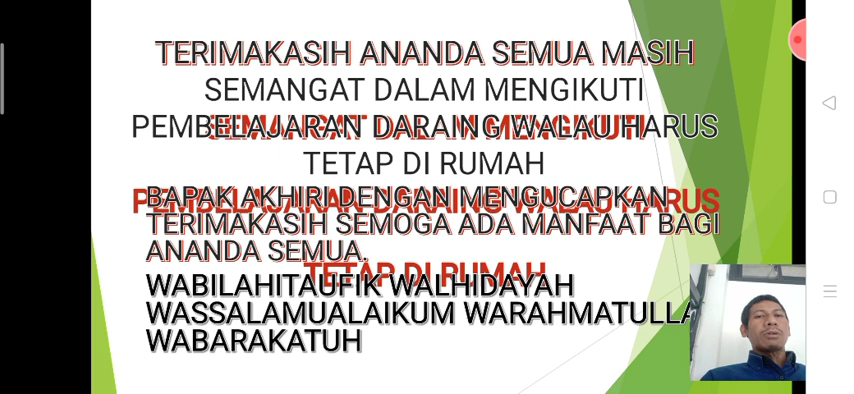 TERIMAKASIH ANANDA SEMUA MASIH
SEMANGAT DALAM MENGIKUTI
PEMBELAJARAN DARAING WALAU HARUS
TETAP DI RUMAH
BAPAK AKHIRI DENGAN MENGUCAPKAN
TERIMAKASIH SEMOGA ADA MANFAAT BAGI
ANANDA SEMUA.
WABILAHITAUFIK WALHIDAYAH
WASSALAMUALAIKUM WARAHMATULLA
WABARAKATUH